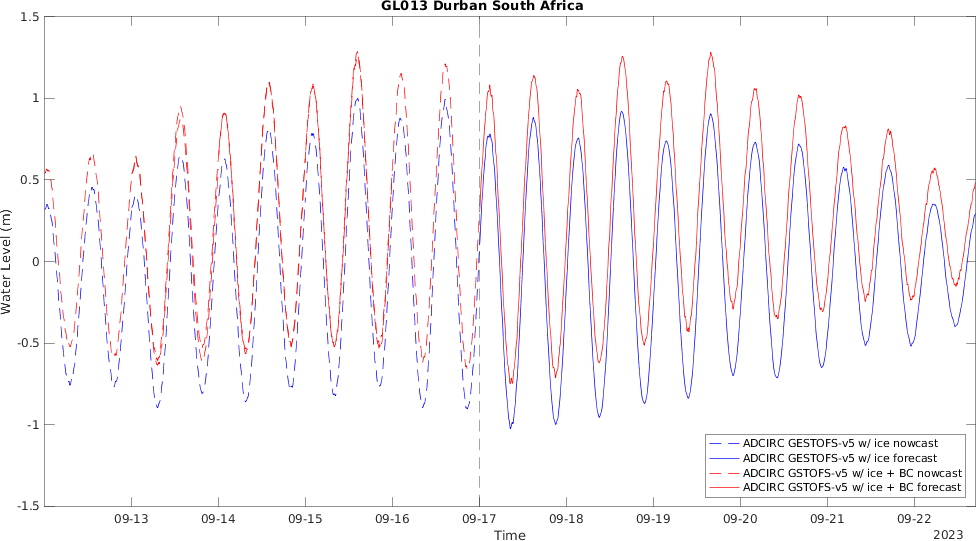 GL013 Durban South Africa
1.5
1
0.5
0
-0.5
-1
-1.5
Water Level (m)
ADCIRC GESTOFS-v5 w/ ice nowcast
ADCIRC GESTOFS-v5 w/ ice forecast
ADCIRC GSTOFS-v5 w/ ice + BC nowcast
ADCIRC GSTOFS-v5 w/ ice + BC forecast
09-13 09-14 09-15 09-16 09-17 09-18 09-19 09-20 09-21 09-22
Time
2023